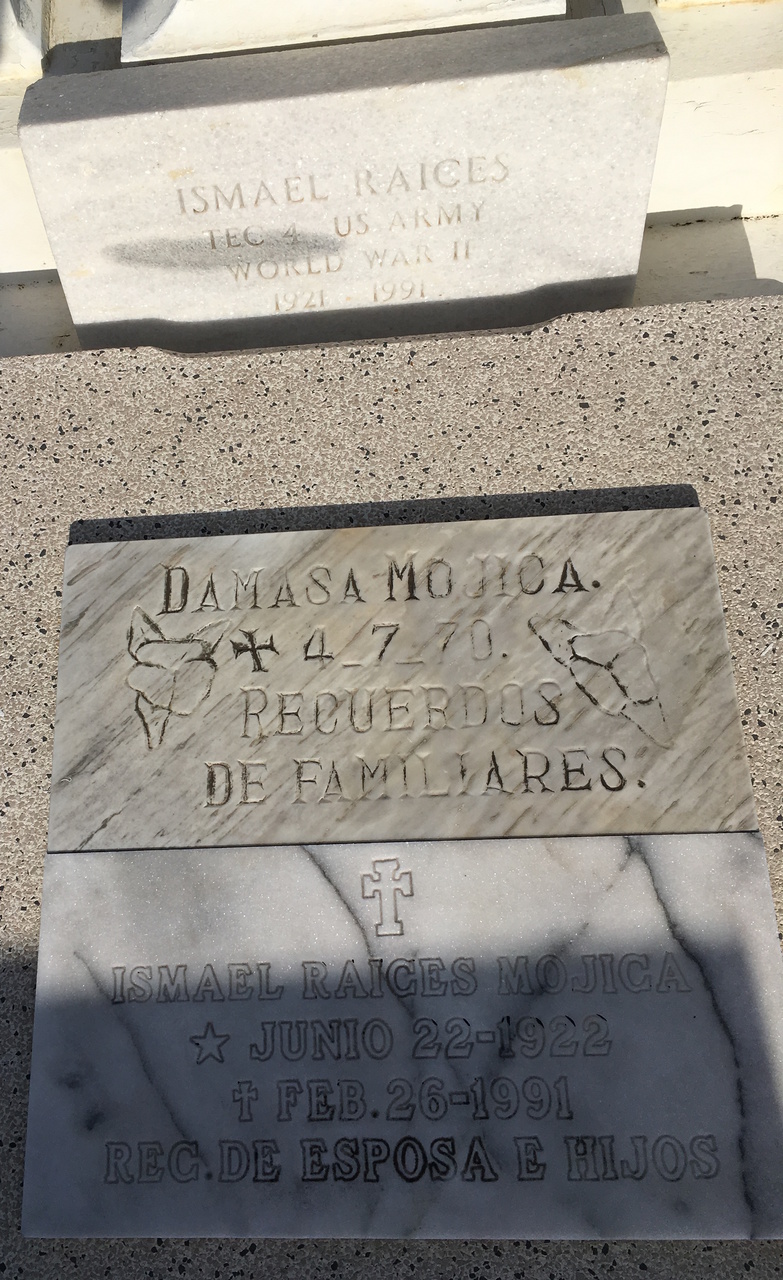 ISMAEL RAICES
TEC 4 US ARMY
WORLD WAR II
1921 - 1991
DAMASA MOJICA.
✠ 4_7_70.
RECUERDOS
DE FAMILIARES.
ISMAEL RAICES MOJICA
☆ JUNIO 22-1922
✝ FEB. 26-1991
REC. DE ESPOSA E HIJOS